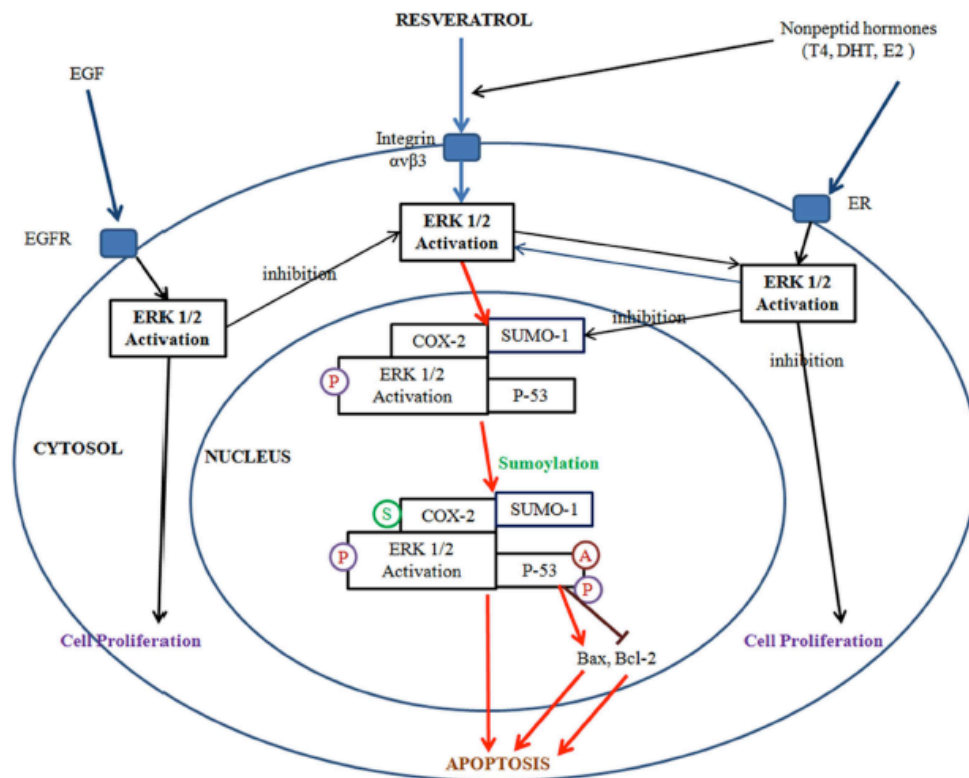 RESVERATROL
Nonpeptid hormones
(T4, DHT, E2 )
EGF
Integrin
αvβ3
EGFR
ER
ERK 1/2
Activation
inhibition
ERK 1/2
Activation
ERK 1/2
Activation
inhibition
inhibition
COX-2
SUMO-1
P
ERK 1/2
Activation
P-53
CYTOSOL
NUCLEUS
Sumoylation
S
COX-2
SUMO-1
P
ERK 1/2
Activation
P-53
A
P
Cell Proliferation
Bax, Bcl-2
Cell Proliferation
APOPTOSIS